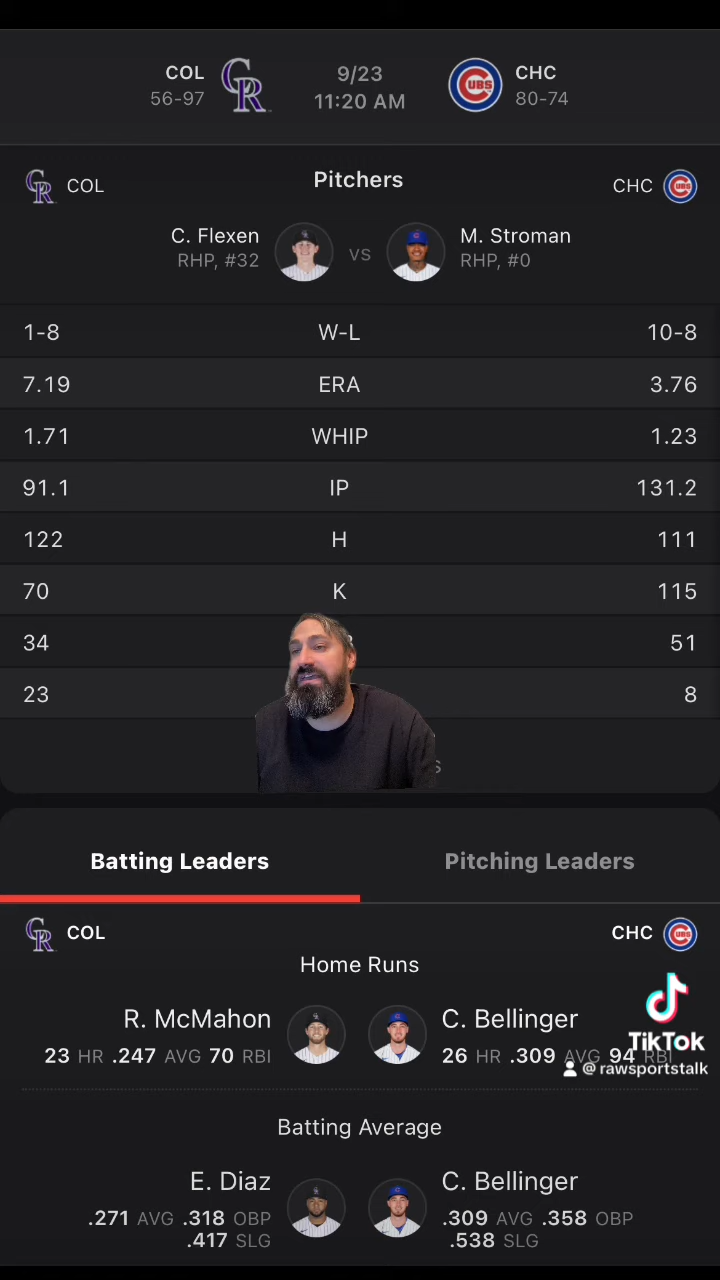 COL 9/23 CHC
56-97 11:20 AM 80-74
COL Pitchers CHC
C. Flexen vs M. Stroman
RHP, #32 RHP, #0
1-8 W-L 10-8
7.19 ERA 3.76
1.71 WHIP 1.23
91.1 IP 131.2
122 H 111
70 K 115
34 51
23 8
s
Batting Leaders Pitching Leaders
COL CHC
Home Runs
R. McMahon C. Bellinger
23 HR .247 AVG 70 RBI 26 HR .309 AVG 94 RBI
TikTok
@rawsportstalk
Batting Average
E. Diaz C. Bellinger
.271 AVG .318 OBP .309 AVG .358 OBP
.417 SLG .538 SLG